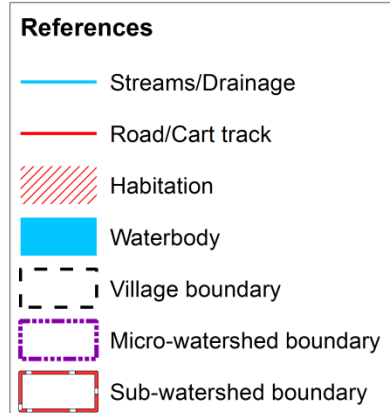 References
Streams/Drainage
Road/Cart track
Habitation
Waterbody
Village boundary
Micro-watershed boundary
Sub-watershed boundary